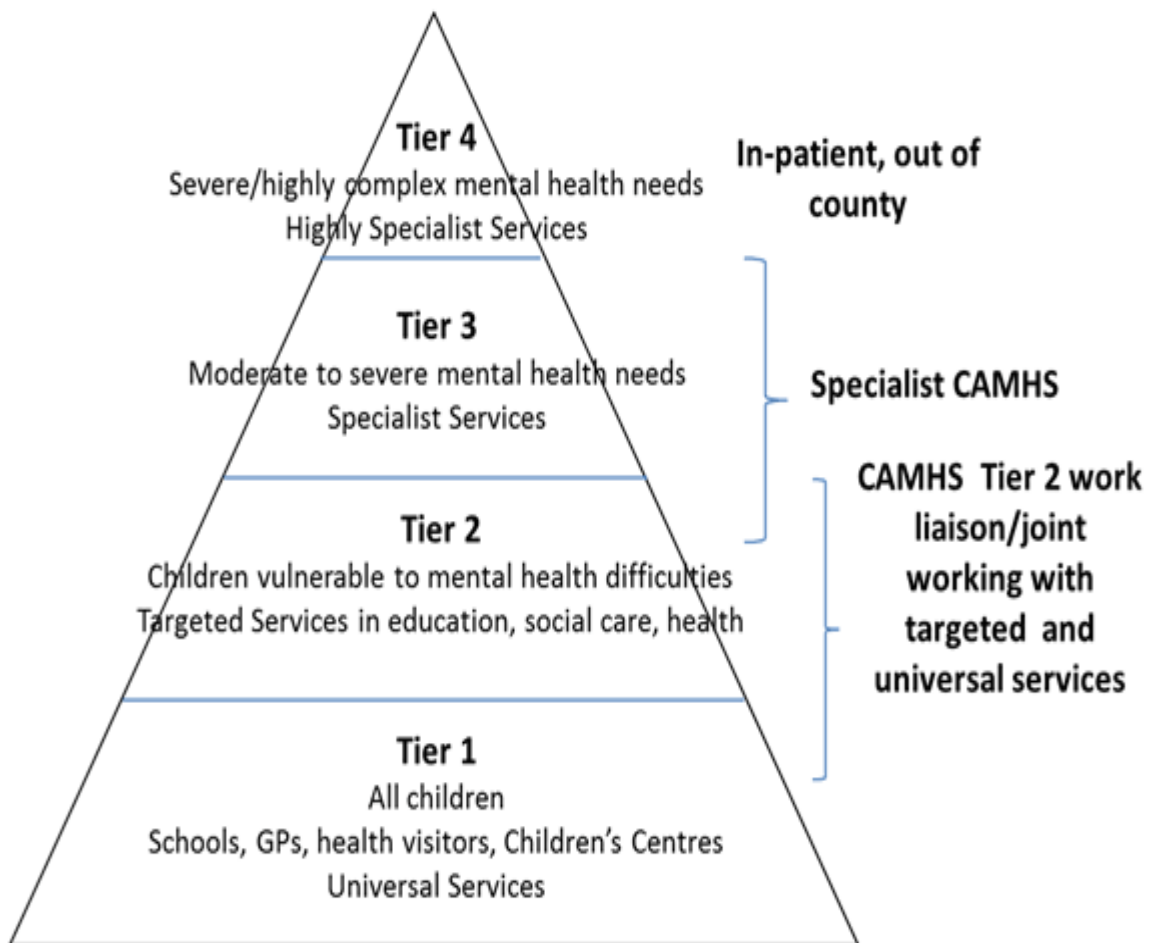 Tier 4
Severe/highly complex mental health needs
Highly Specialist Services
In-patient, out of
county
Tier 3
Moderate to severe mental health needs
Specialist Services
Specialist CAMHS
Tier 2
Children vulnerable to mental health difficulties
Targeted Services in education, social care, health
CAMHS Tier 2 work
liaison/joint
working with
targeted and
universal services
Tier 1
All children
Schools, GPs, health visitors, Children's Centres
Universal Services